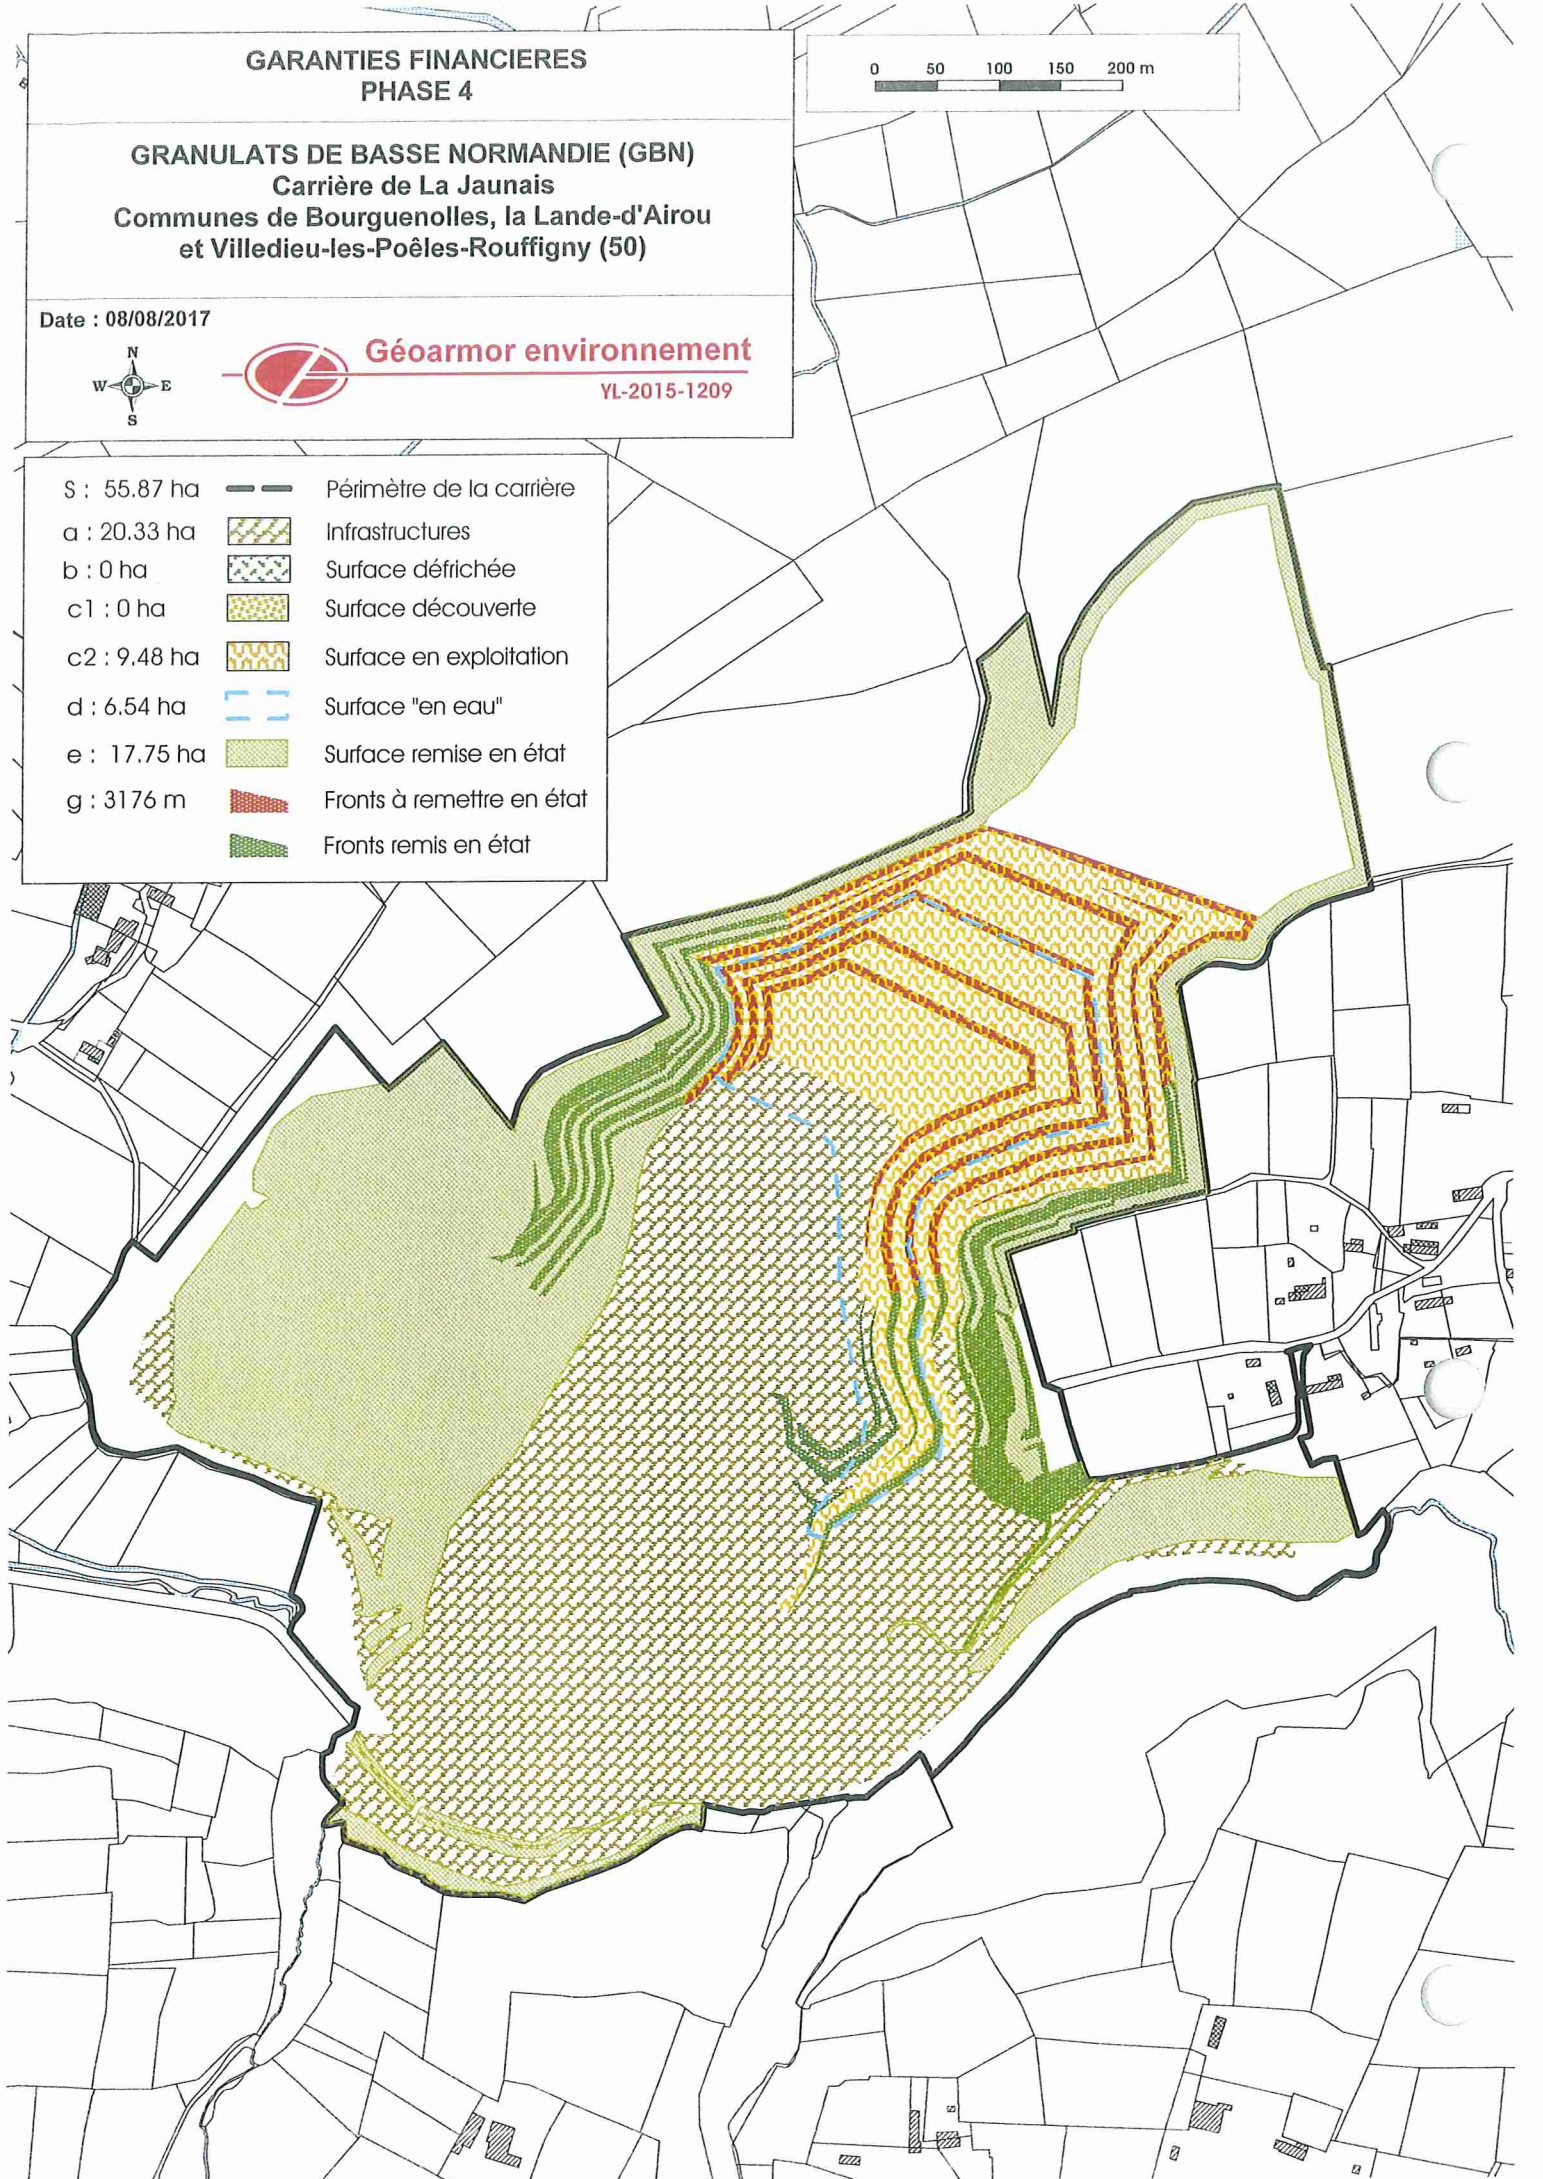 GARANTIES FINANCIERES
PHASE 4
GRANULATS DE BASSE NORMANDIE (GBN)
Carrière de La Jaunais
Communes de Bourguenolles, la Lande-d'Airou
et Villedieu-les-Poêles-Rouffigny (50)
Date : 08/08/2017
N
W E
S
Géoarmor environnement
YL-2015-1209
0 50 100 150 200 m
S : 55.87 ha Périmètre de la carrière
a : 20.33 ha Infrastructures
b : 0 ha Surface défrichée
c1 : 0 ha Surface découverte
c2 : 9.48 ha Surface en exploitation
d : 6.54 ha Surface "en eau"
e : 17.75 ha Surface remise en état
g : 3176 m Fronts à remettre en état
Fronts remis en état